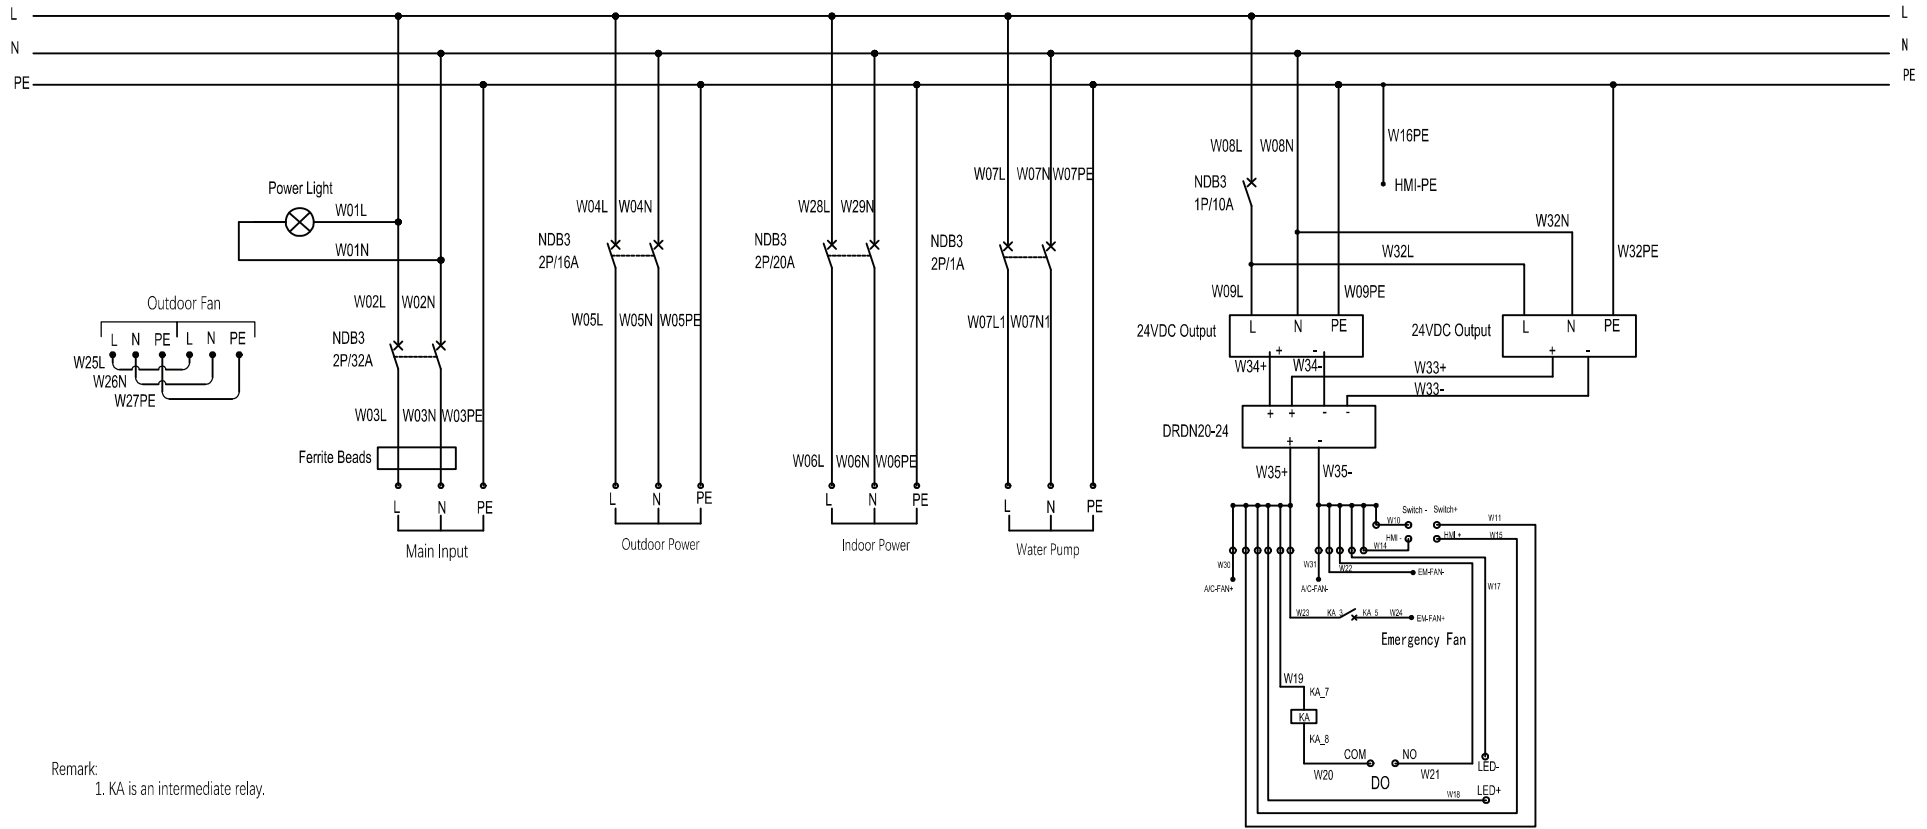 L
L
N
N
PE
PE
W16PE
W08L
W08N
W07L
W07N
W07PE
NDB3
1P/10A
HMI-PE
Power Light
W01L
W04L
W04N
W28L
W29N
W32N
W01N
NDB3
2P/16A
NDB3
2P/20A
NDB3
2P/1A
W32L
W32PE
Outdoor Fan
W02L
W02N
W09L
W09PE
W05L
W05N
W05PE
W07L1
W07N1
L
N
PE
L
N
PE
NDB3
2P/32A
24VDC Output
L
N
PE
24VDC Output
L
N
PE
+
-
+
-
W25L
W26N
W27PE
W34+
W34-
W33+
W33-
W03L
W03N
W03PE
DRDN20-24
+
+
-
-
+
-
Ferrite Beads
W06L
W06N
W06PE
W35+
W35-
L
N
PE
L
N
PE
L
N
PE
L
N
PE
Main Input
Outdoor Power
Indoor Power
Water Pump
Switch -
Switch+
W10
W11
HMI -
HMI +
W15
W14
W30
W31
W22
EM-FAN-
A/C-FAN+
A/C-FAN-
W17
W23
KA_3
KA_5
W24
EM-FAN+
Emergency Fan
W19
KA_7
KA
KA_8
COM
NO
W20
W21
LED-
DO
W18
LED+
Remark:
1. KA is an intermediate relay.